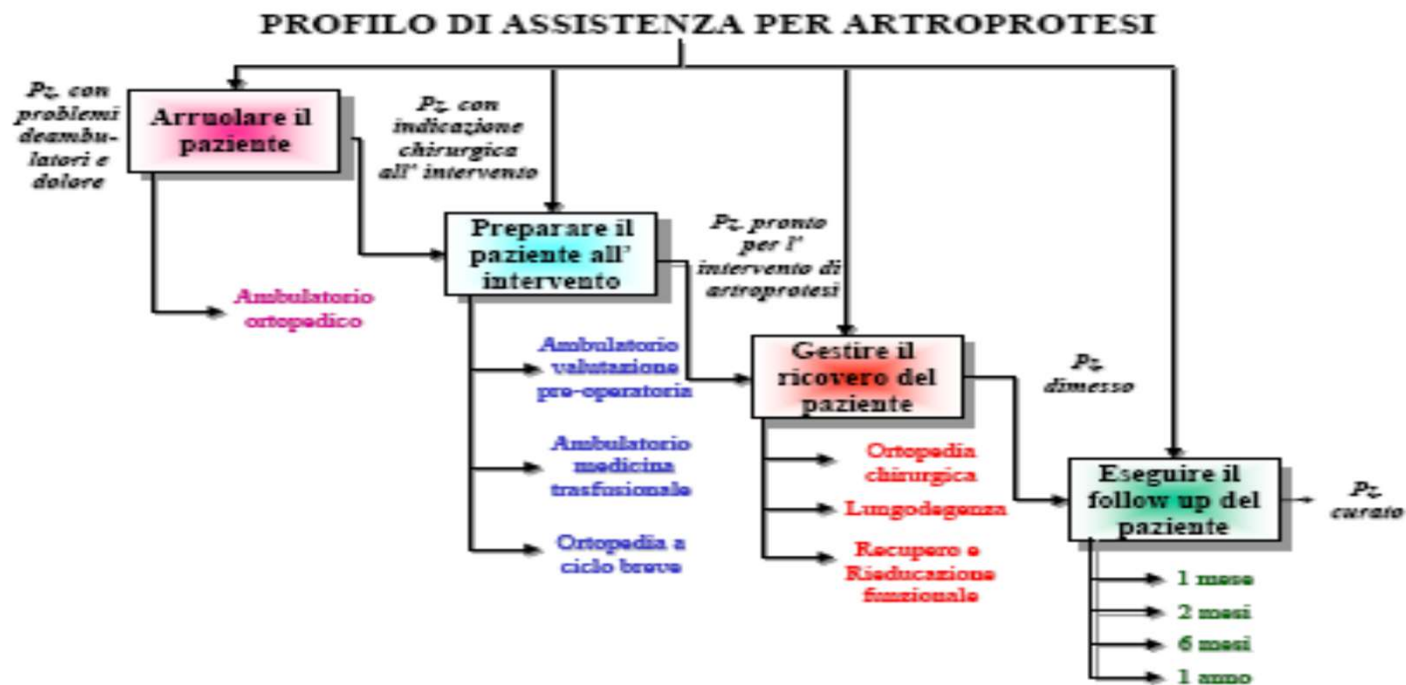 PROFILO DI ASSISTENZA PER ARTROPROTESI
Pz. con
problemi
deambu-
latori e
dolore
Arruolare il
paziente
Pz. con
indicazione
chirurgica
all' intervento
Ambulatorio
ortopedico
Preparare il
paziente all'
intervento
Pz. pronto
per l'
intervento di
artroprotesi
Ambulatorio
valutazione
pre-operatoria
Ambulatorio
medicina
trasfusionale
Ortopedia a
ciclo breve
Gestire il
ricovero del
paziente
Pz.
dimesso
Ortopedia
chirurgica
Lungodegenza
Recupero e
Rieducazione
funzionale
Eseguire il
follow up del
paziente
Pz.
curato
1 mese
2 mesi
6 mesi
1 anno